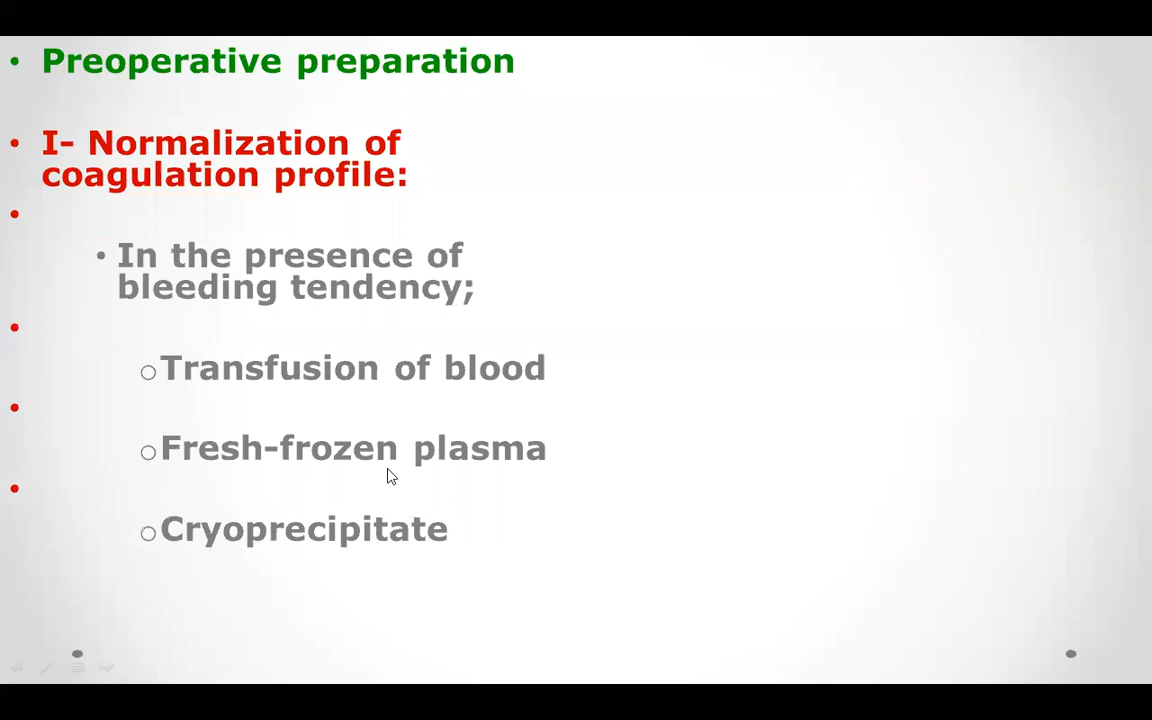 • Preoperative preparation
• I- Normalization of
coagulation profile:
•
• In the presence of
bleeding tendency;
•
○Transfusion of blood
•
○Fresh-frozen plasma
•
○Cryoprecipitate